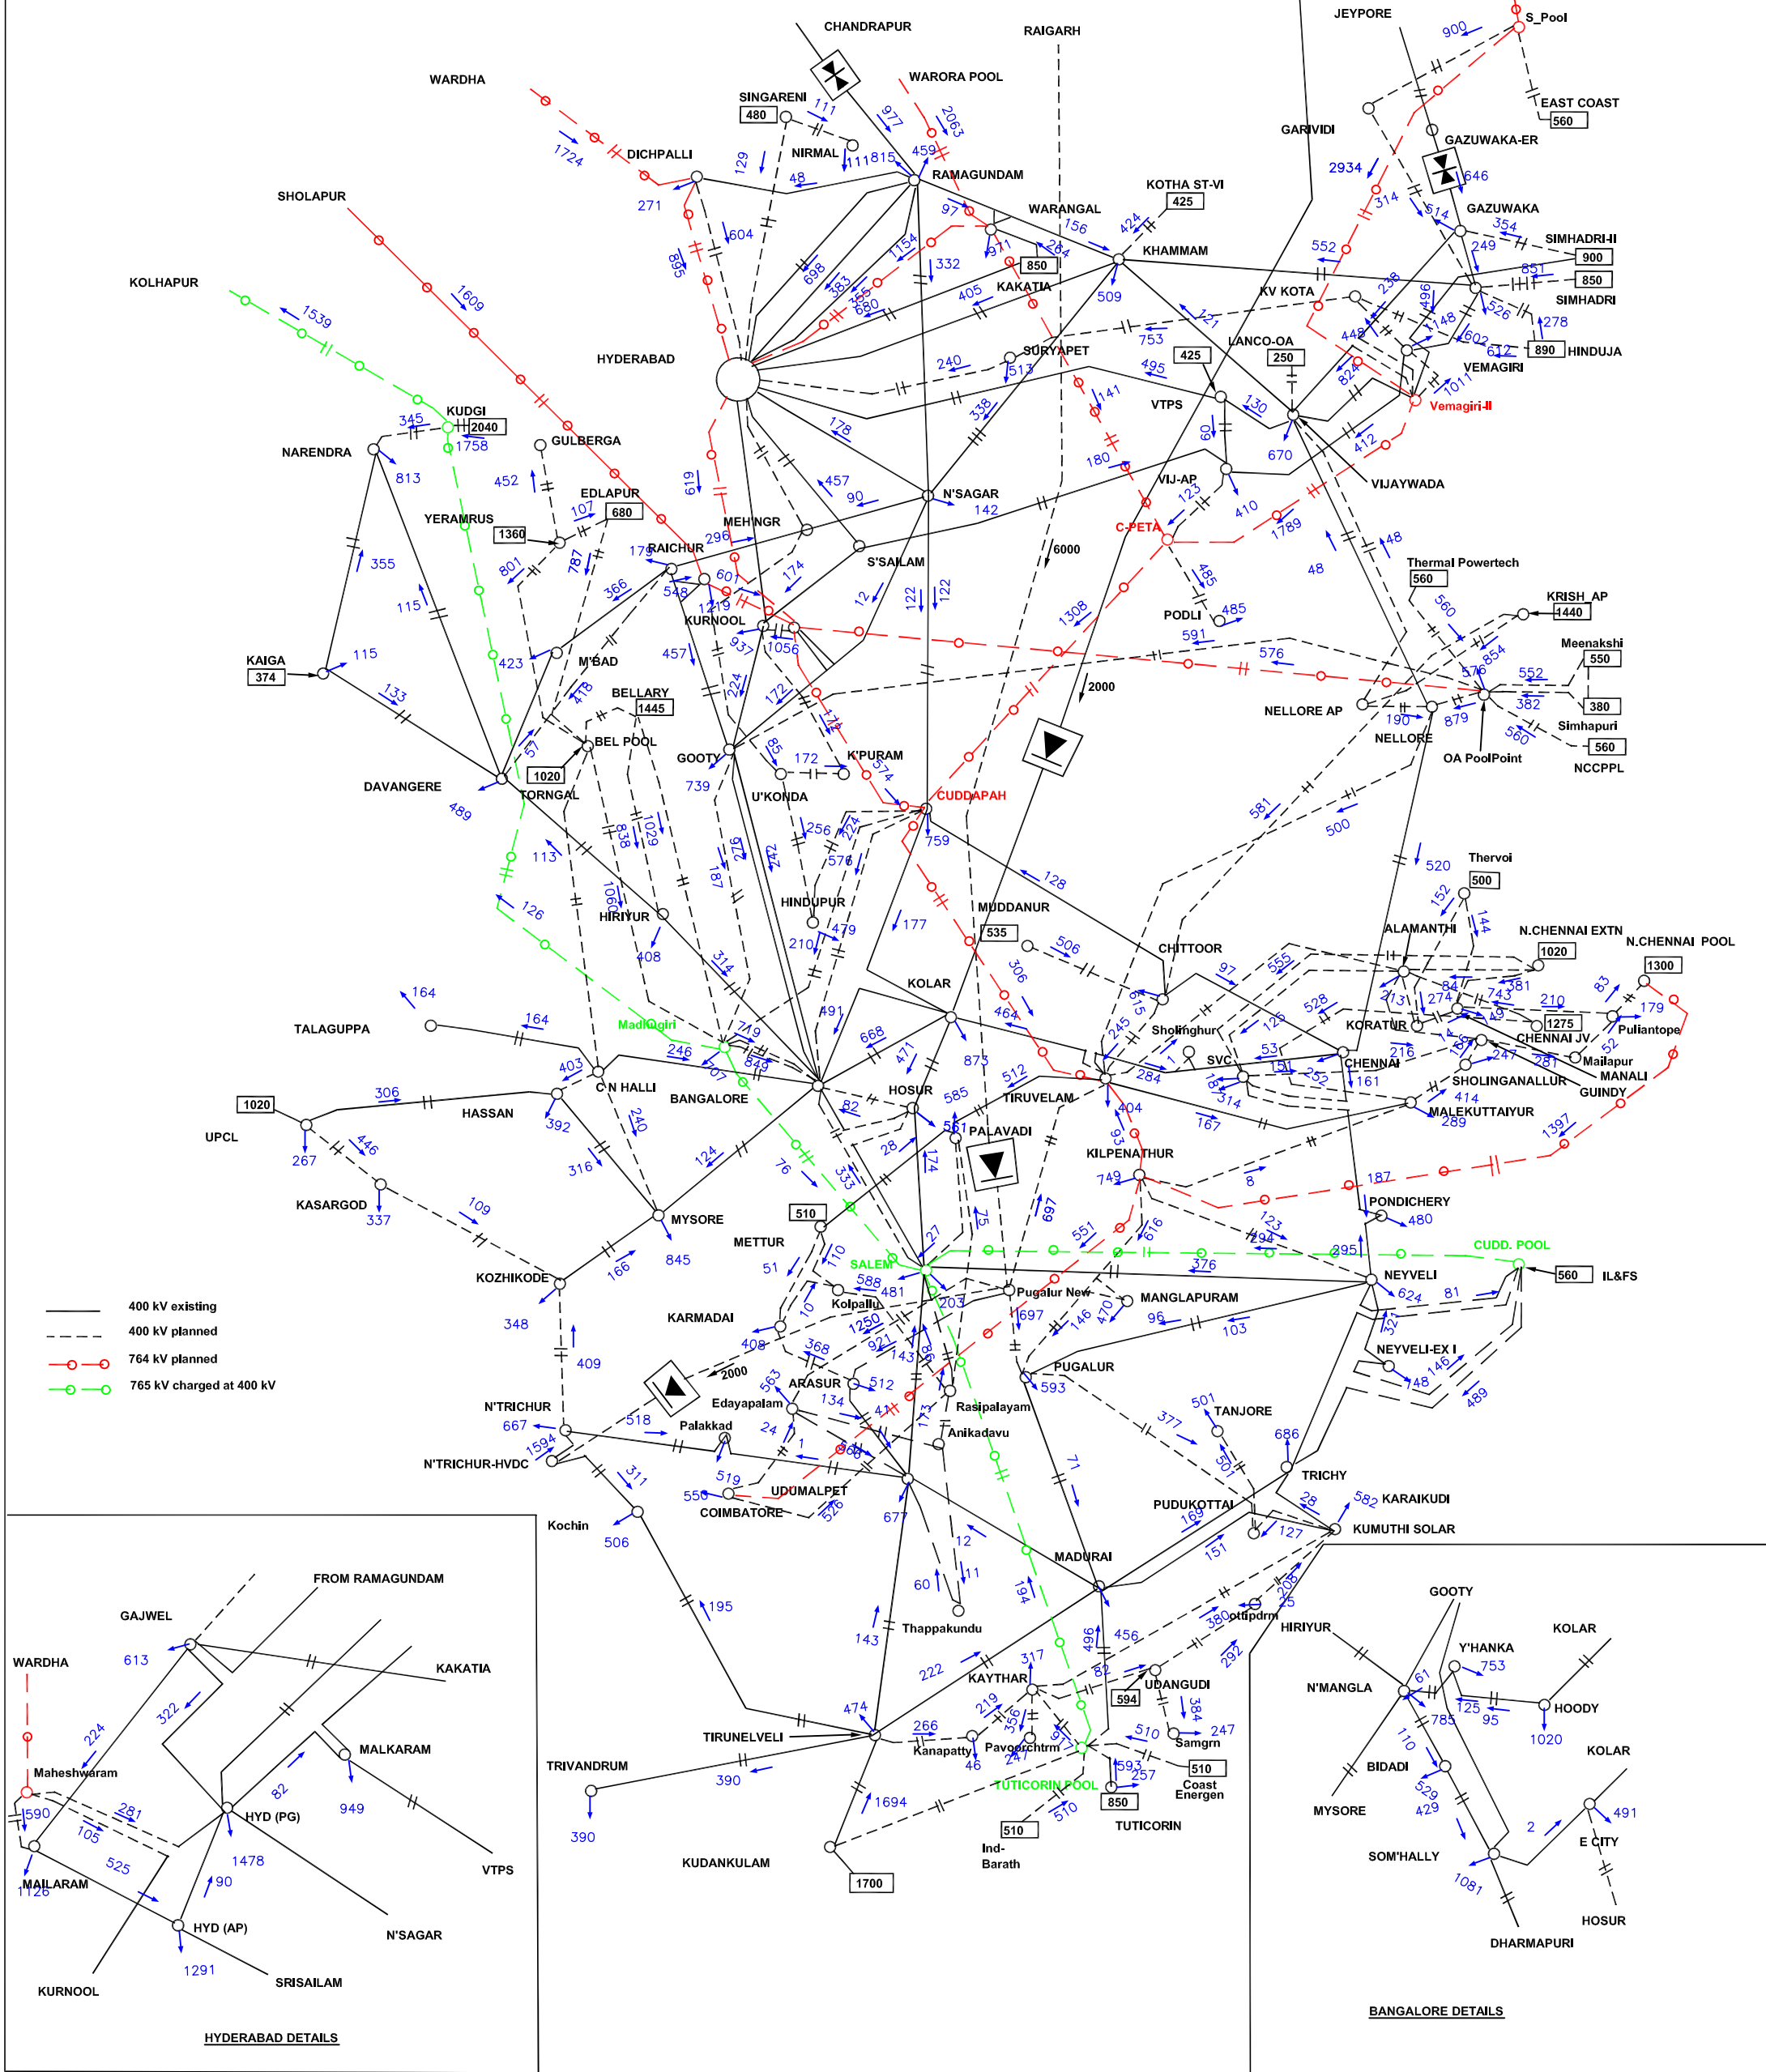 JEYPORE
S_Pool
CHANDRAPUR
RAIGARH
900
WARDHA
WARORA POOL
SINGARENI
480
111
977
2063
EAST COAST
560
1724
DICHPALLI
129
NIRMAL
111
815
459
GARIVIDI
GAZUWAKA-ER
2934
646
48
RAMAGUNDAM
KOTHA ST-VI
425
271
SHOLAPUR
97
WARANGAL
156
424
314
514
GAZUWAKA
354
SIMHADRI-II
900
604
895
1154
971
264
KHAMMAM
552
249
851
850
SIMHADRI
698
383
365
680
332
850
KAKATIA
405
509
KV KOTA
238
496
526
278
KOLHAPUR
1539
1609
121
448
1148
602
612
890
HINDUJA
VEMAGIRI
HYDERABAD
240
SURYAPET
513
753
425
LANCO-OA
250
495
824
1011
Vemagiri-II
141
VTPS
130
KUDGI
2040
345
1758
GULBERGA
338
178
60
670
412
NARENDRA
813
452
619
457
180
VIJ-AP
VIJAYWADA
EDLAPUR
680
107
90
N'SAGAR
142
123
410
YERAMRUS
1360
MEH'NGR
C-PETA
1789
296
RAICHUR
179
S'SAILAM
6000
48
48
355
801
787
601
174
485
Thermal Powertech
560
366
548
1219
12
122
122
PODLI
485
KRISH_AP
1440
560
115
KURNOOL
937
1056
1308
591
576
854
Meenakshi
550
KAIGA
374
115
423
M'BAD
457
224
172
172
2000
576
552
382
380
Simhapuri
133
418
BELLARY
1445
NELLORE AP
190
879
NELLORE
560
560
NCCPPL
57
BEL POOL
GOOTY
85
172
K'PURAM
OA PoolPoint
DAVANGERE
1020
TORNGAL
739
U'KONDA
574
CUDDAPAH
489
581
500
113
838
1029
276
242
187
256
224
576
759
520
Thervoi
500
128
1060
HIRIYUR
HINDUPUR
MUDDANUR
152
126
408
210
479
177
535
506
144
ALAMANTHI
N.CHENNAI EXTN
1020
N.CHENNAI POOL
1300
314
CHITTOOR
97
555
164
KOLAR
306
84
381
83
TALAGUPPA
164
491
464
615
528
213
274
743
210
179
Madhugiri
719
668
245
Sholinghur
125
KORATUR
149
1275
CHENNAI JV
Puliantope
246
849
707
873
1
SVC
53
216
14
247
281
52
Mailapur
403
C N HALLI
471
284
151
252
CHENNAI
161
MANALI
306
BANGALORE
HOSUR
585
512
TIRUVELAM
314
SHOLINGANALLUR
GUINDY
1020
HASSAN
82
404
414
MALEKUTTAIYUR
UPCL
392
240
561
PALAVADI
93
167
289
1397
446
28
267
316
124
76
333
174
KILPENATHUR
749
8
187
KASARGOD
337
109
510
PONDICHERY
480
MYSORE
METTUR
75
697
551
616
123
294
295
CUDD. POOL
166
845
110
27
51
SALEM
376
NEYVELI
560
IL&FS
KOZHIKODE
588
481
Kolpallu
203
Pugalur New
MANGLAPURAM
624
81
348
10
1250
697
146
470
96
103
321
KARMADAI
408
921
143
86
409
368
NEYVELI-EX I
748
146
489
2000
PUGALUR
593
ARASUR
563
512
N'TRICHUR
667
Edayapalam
134
41
173
Rasipalayam
501
TANJORE
518
Palakkad
24
Anikadavu
377
686
1594
1
N'TRICHUR-HVDC
71
501
311
519
UDUMALPET
TRICHY
550
COIMBATORE
526
677
PUDUKOTTAI
28
582
KARAIKUDI
Kochin
506
169
127
KUMUTHI SOLAR
12
151
MADURAI
11
60
194
208
25
195
Thappakundu
143
496
456
380
ottipdrm
292
222
317
82
KAYTHAR
594
UDANGUDI
474
219
356
384
TIRUNELVELI
266
917
510
247
Kanapatty
46
Pavoorchtrm
247
Samgrn
TRIVANDRUM
390
593
510
Coast
Energen
TUTICORIN POOL
257
1694
850
TUTICORIN
390
510
510
Ind-
Barath
KUDANKULAM
1700
400 kV existing
400 kV planned
764 kV planned
765 kV charged at 400 kV
FROM RAMAGUNDAM
GAJWEL
613
WARDHA
KAKATIA
322
224
MALKARAM
Maheshwaram
82
590
281
949
105
HYD (PG)
525
1478
VTPS
MAILARAM
1126
90
HYD (AP)
N'SAGAR
1291
SRISAILAM
KURNOOL
HYDERABAD DETAILS
GOOTY
HIRIYUR
KOLAR
Y'HANKA
753
61
N'MANGLA
125
HOODY
785
95
1020
110
KOLAR
BIDADI
529
MYSORE
429
491
2
E CITY
SOM'HALLY
1081
HOSUR
DHARMAPURI
BANGALORE DETAILS